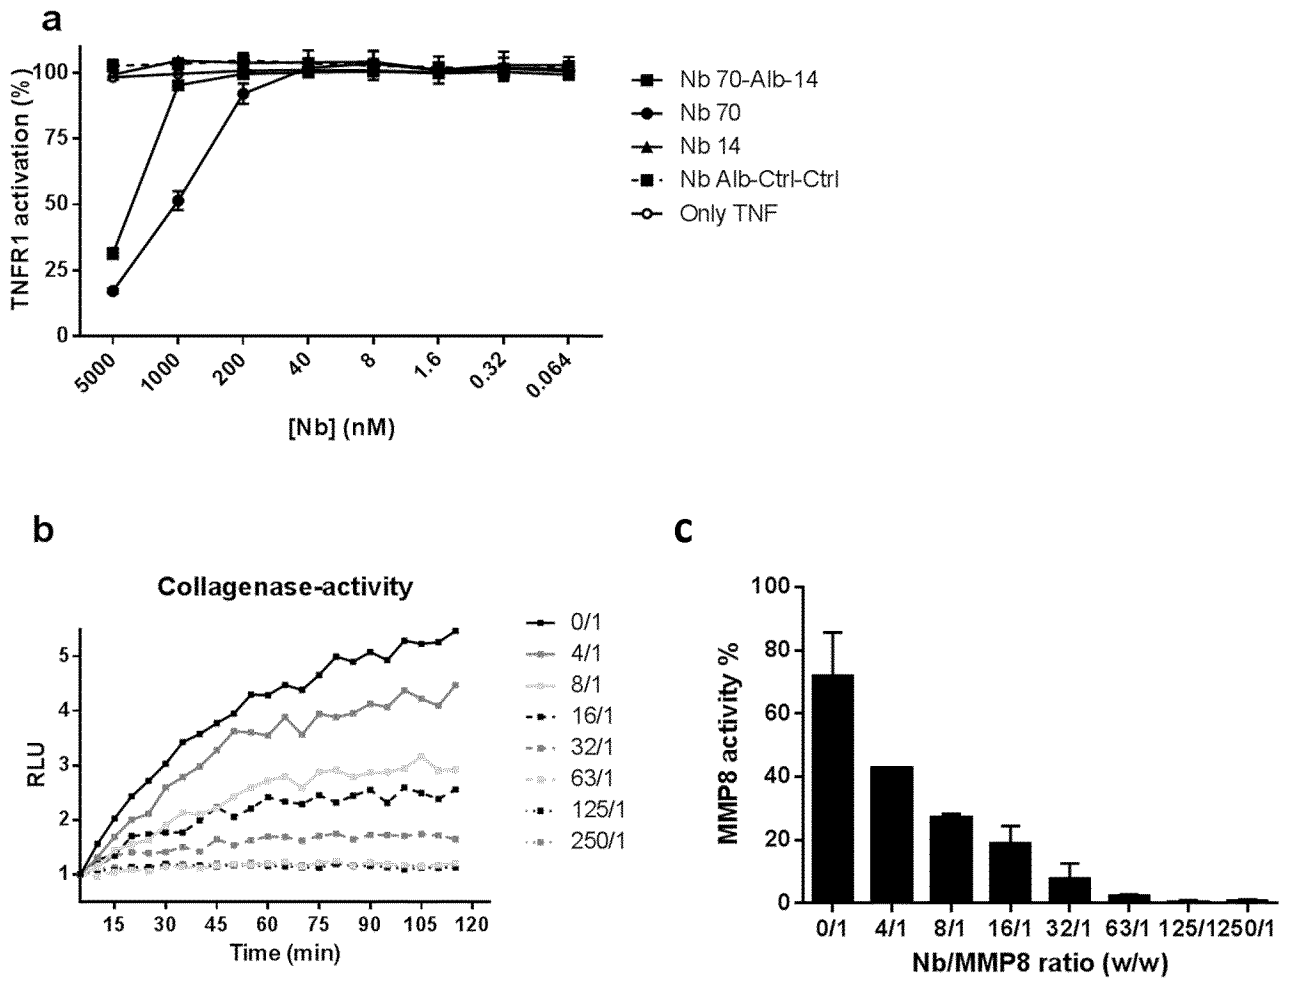 a
TNFR1 activation (%)
100
75
50
25
0
5000 1000 200 40 8 1.6 0.32 0.064
[Nb] (nM)
Nb 70-Alb-14
Nb 70
Nb 14
Nb Alb-Ctrl-Ctrl
Only TNF
b
Collagenase-activity
RLU
5
4
3
2
1
15 30 45 60 75 90 105 120
Time (min)
0/1
4/1
8/1
16/1
32/1
63/1
125/1
250/1
c
MMP8 activity %
100
80
60
40
20
0
0/1 4/1 8/1 16/1 32/1 63/1 125/1 250/1
Nb/MMP8 ratio (w/w)